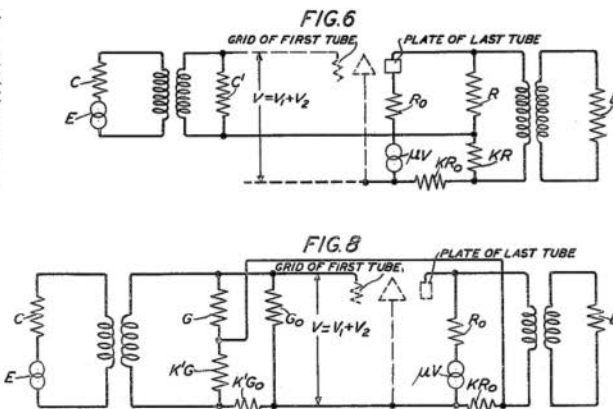 FIG.6
GRID OF FIRST TUBE
PLATE OF LAST TUBE
C
E
C'
V=V₁+V₂
R₀
R
μV
KR
KR₀
FIG.8
GRID OF FIRST TUBE
PLATE OF LAST TUBE
C
E
G
K'G
K'G₀
G₀
V=V₁+V₂
R₀
μV
KR₀